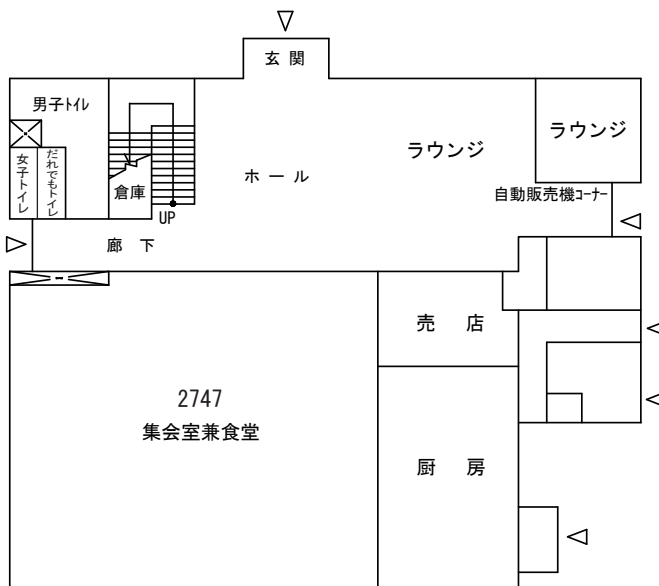 玄 関
男子ﾄｲﾚ
ラウンジ
ラウンジ
女子トイレ
だれでもトイレ
ホ ー ル
倉庫
自動販売機ｺｰﾅｰ
UP
廊 下
売 店
2747
集会室兼食堂
厨 房